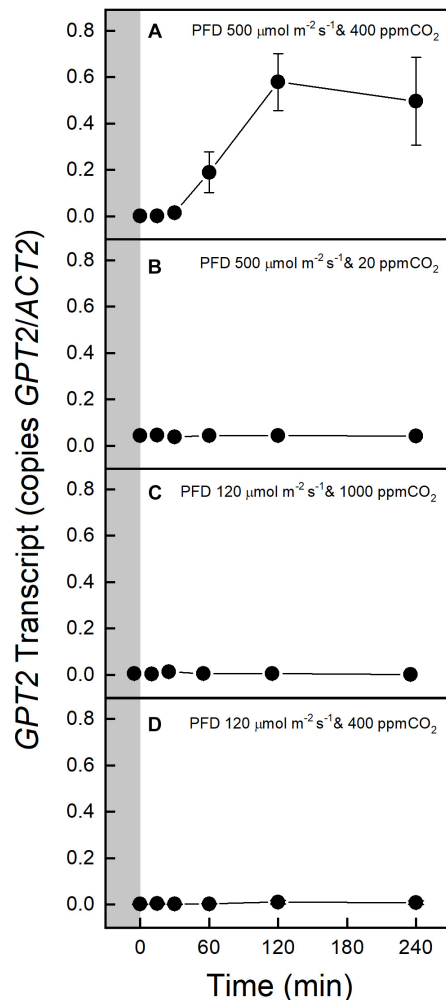 GPT2 Transcript (copies GPT2/ACT2)
A PFD 500 μmol m⁻² s⁻¹& 400 ppmCO₂
0.8
0.6
0.4
0.2
0.0
B PFD 500 μmol m⁻² s⁻¹& 20 ppmCO₂
0.8
0.6
0.4
0.2
0.0
C PFD 120 μmol m⁻² s⁻¹& 1000 ppmCO₂
0.8
0.6
0.4
0.2
0.0
D PFD 120 μmol m⁻² s⁻¹& 400 ppmCO₂
0.8
0.6
0.4
0.2
0.0
0 60 120 180 240
Time (min)